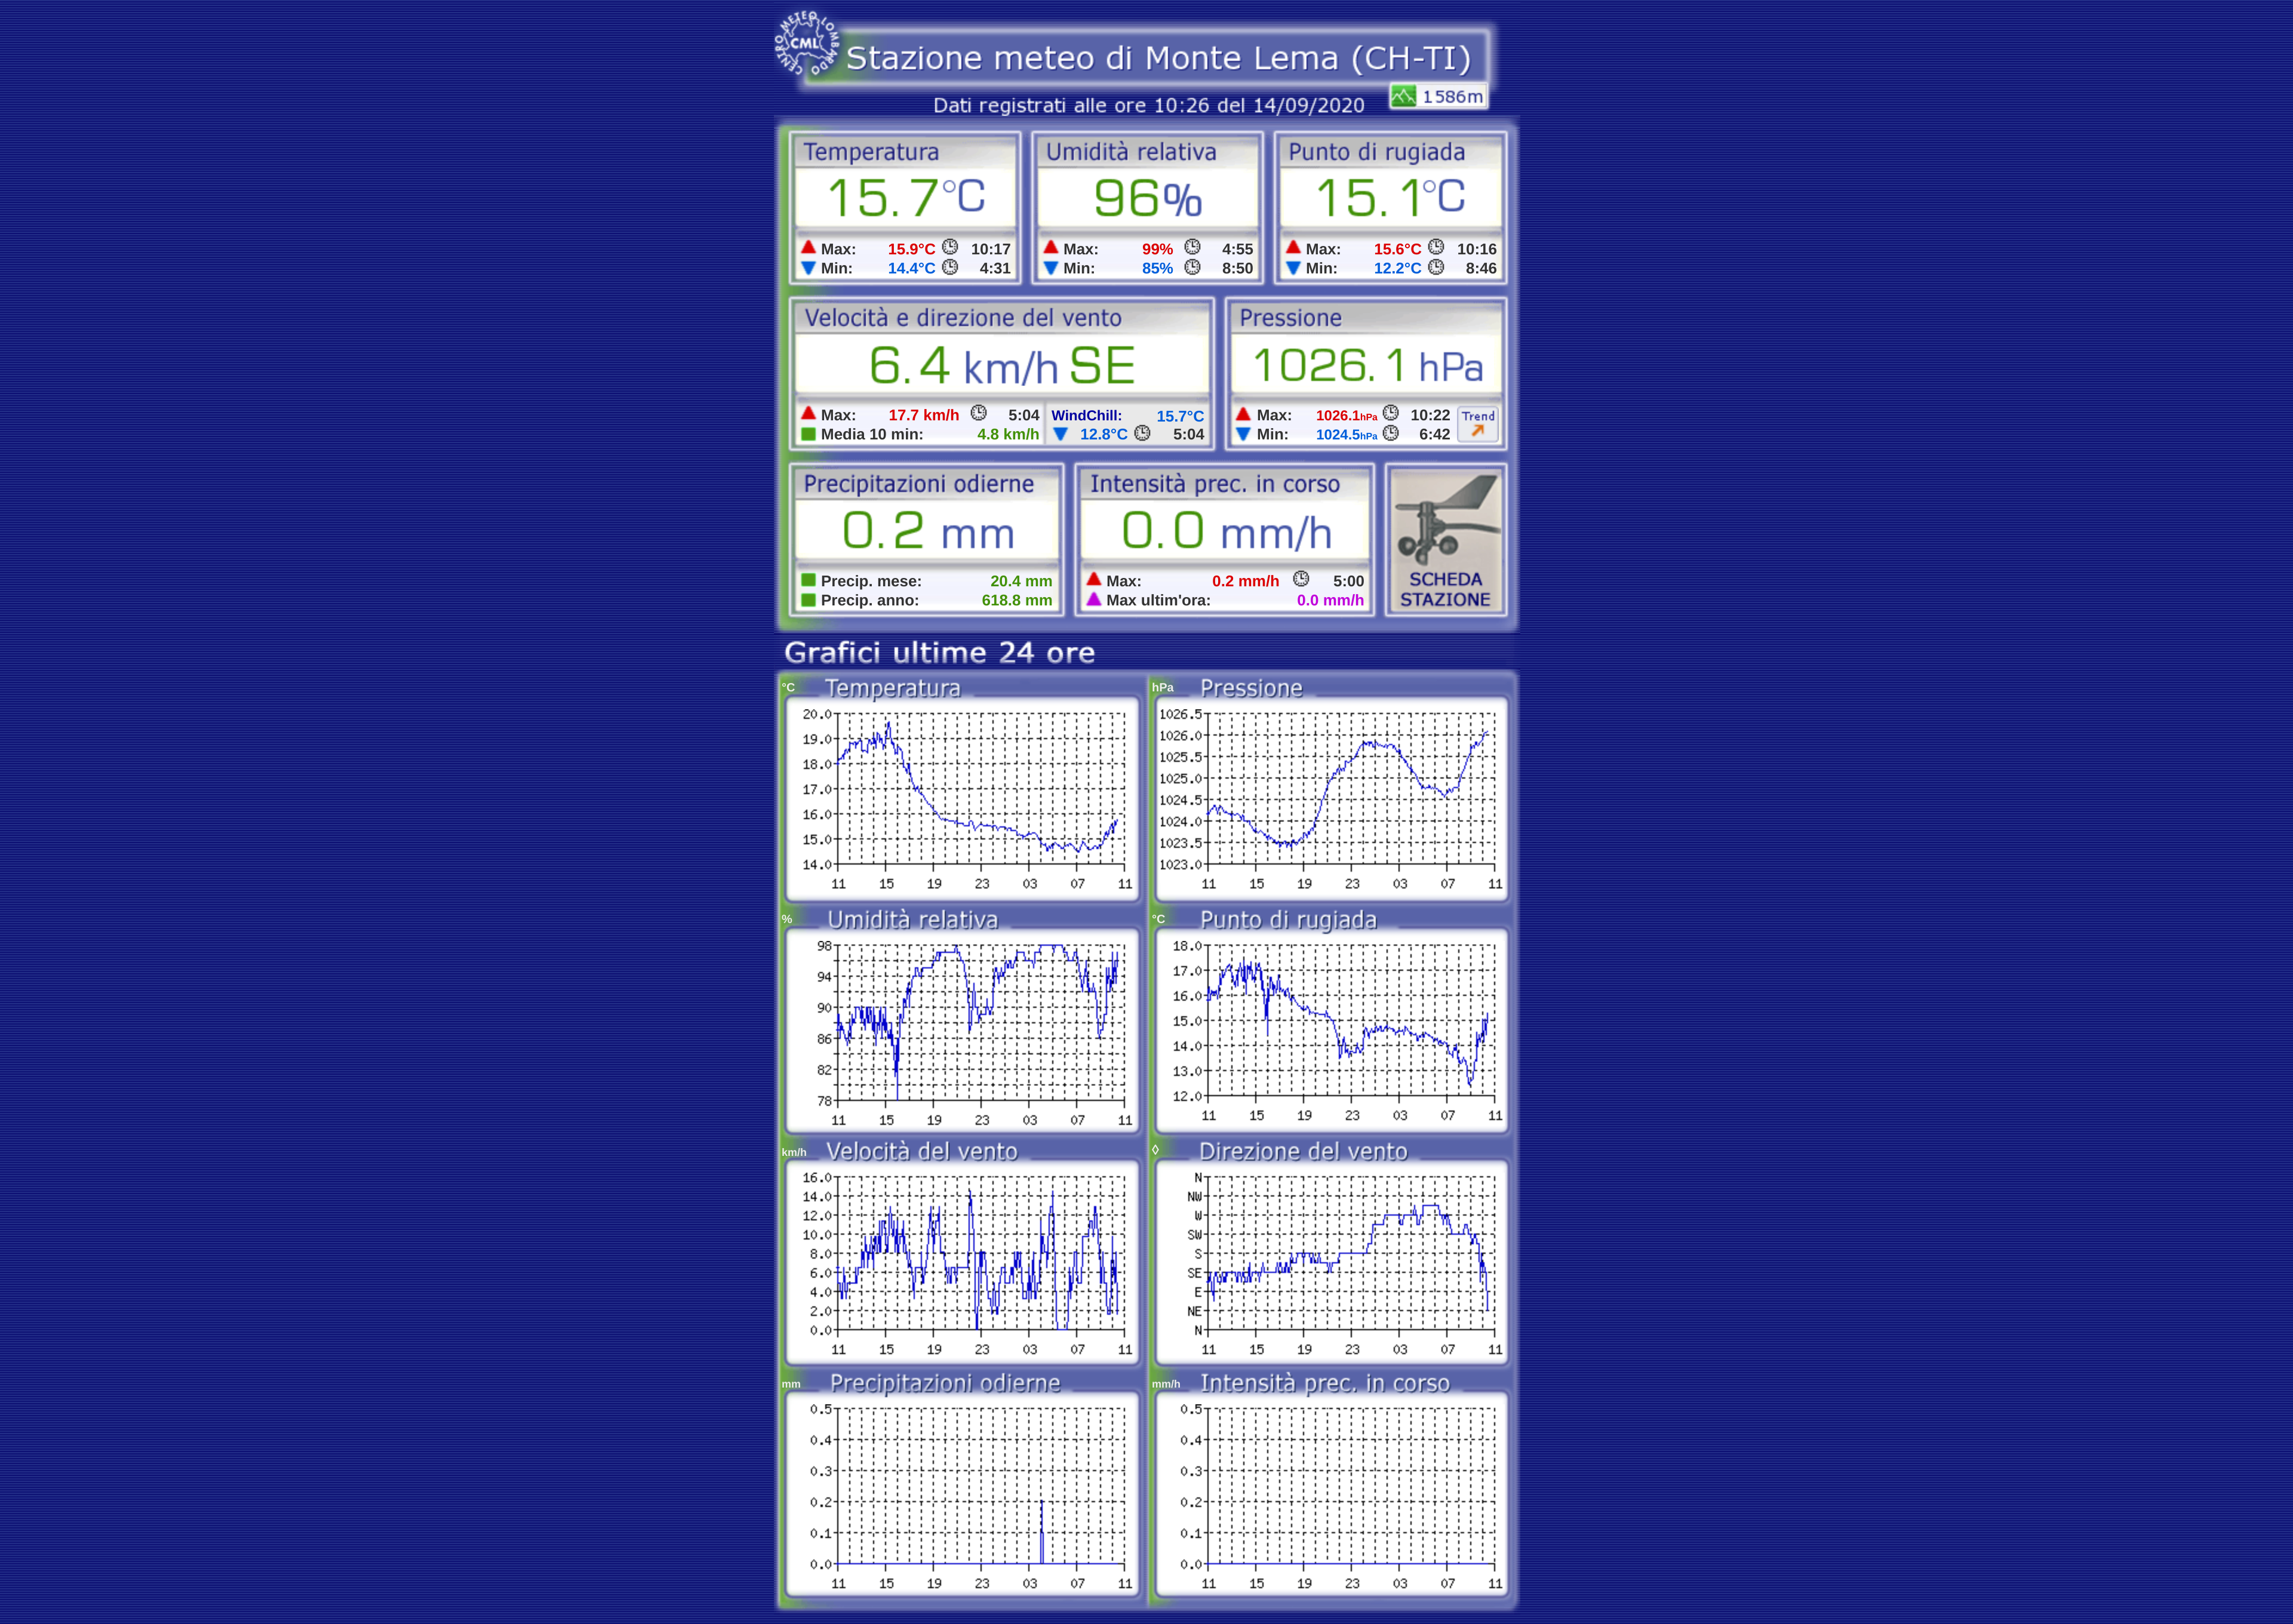 CENTRO METEO LOMBARDO
CML
Stazione meteo di Monte Lema (CH-TI)
Dati registrati alle ore 10:26 del 14/09/2020
1586m
Temperatura Umidità relativa Punto di rugiada
15.7°C 96% 15.1°C
Max: 15.9°C 10:17 Max: 99% 4:55 Max: 15.6°C 10:16
Min: 14.4°C 4:31 Min: 85% 8:50 Min: 12.2°C 8:46
Velocità e direzione del vento Pressione
6.4 km/h SE 1026.1 hPa
Max: 17.7 km/h 5:04 WindChill: 15.7°C Max: 1026.1hPa 10:22 Trend
Media 10 min: 4.8 km/h 12.8°C 5:04 Min: 1024.5hPa 6:42
Precipitazioni odierne Intensità prec. in corso
0.2 mm 0.0 mm/h
Precip. mese: 20.4 mm Max: 0.2 mm/h 5:00 SCHEDA
Precip. anno: 618.8 mm Max ultim'ora: 0.0 mm/h STAZIONE
Grafici ultime 24 ore
°C Temperatura
20.0
19.0
18.0
17.0
16.0
15.0
14.0
11 15 19 23 03 07 11
hPa Pressione
1026.5
1026.0
1025.5
1025.0
1024.5
1024.0
1023.5
1023.0
11 15 19 23 03 07 11
% Umidità relativa
98
94
90
86
82
78
11 15 19 23 03 07 11
°C Punto di rugiada
18.0
17.0
16.0
15.0
14.0
13.0
12.0
11 15 19 23 03 07 11
km/h Velocità del vento
16.0
14.0
12.0
10.0
8.0
6.0
4.0
2.0
0.0
11 15 19 23 03 07 11
◊ Direzione del vento
N
NW
W
SW
S
SE
E
NE
N
11 15 19 23 03 07 11
mm Precipitazioni odierne
0.5
0.4
0.3
0.2
0.1
0.0
11 15 19 23 03 07 11
mm/h Intensità prec. in corso
0.5
0.4
0.3
0.2
0.1
0.0
11 15 19 23 03 07 11